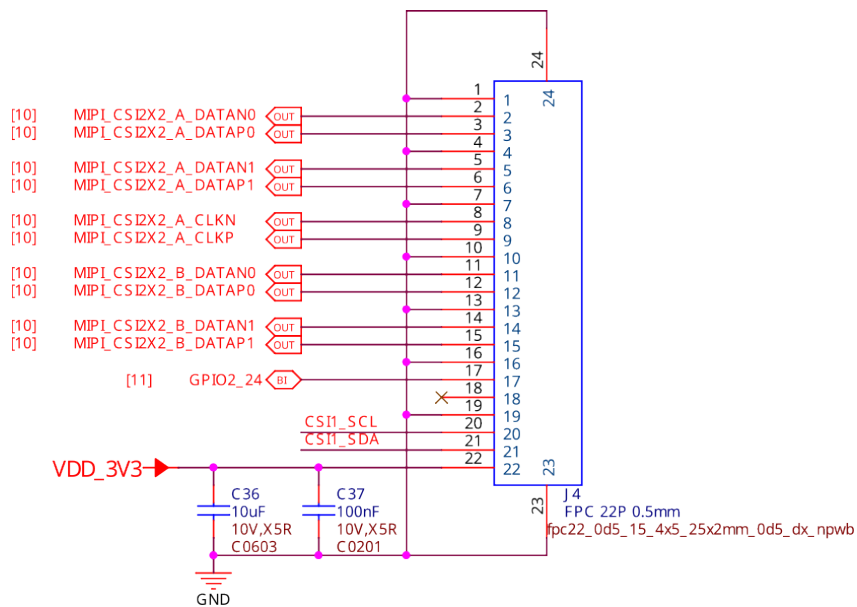 24
24
1 1
[10] MIPI_CSI2X2_A_DATAN0 OUT 2 2
[10] MIPI_CSI2X2_A_DATAP0 OUT 3 3
4 4
[10] MIPI_CSI2X2_A_DATAN1 OUT 5 5
[10] MIPI_CSI2X2_A_DATAP1 OUT 6 6
7 7
[10] MIPI_CSI2X2_A_CLKN OUT 8 8
[10] MIPI_CSI2X2_A_CLKP OUT 9 9
10 10
[10] MIPI_CSI2X2_B_DATAN0 OUT 11 11
[10] MIPI_CSI2X2_B_DATAP0 OUT 12 12
13 13
[10] MIPI_CSI2X2_B_DATAN1 OUT 14 14
[10] MIPI_CSI2X2_B_DATAP1 OUT 15 15
16 16
[11] GPIO2_24 BI 17 17
18 18
19 19
CSI1_SCL 20 20
CSI1_SDA 21 21
VDD_3V3 22 22
23
23
C36
10uF
10V,X5R
C0603
C37
100nF
10V,X5R
C0201
J4
FPC 22P 0.5mm
fpc22_0d5_15_4x5_25x2mm_0d5_dx_npwb
GND